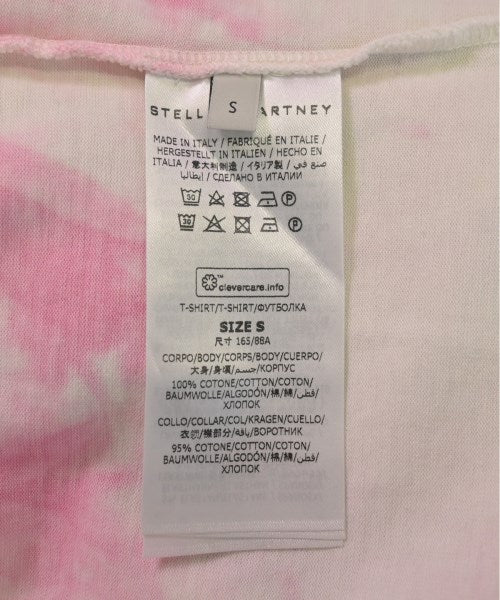 S
STELL ARTNEY
MADE IN ITALY / FABRIQUÉ EN ITALIE /
HERGESTELLT IN ITALIEN / HECHO EN
ITALIA / 意大利制造 / イタリア製 / صنع في
إيطاليا / СДЕЛАНО В ИТАЛИИ
30 P
30 P
clevercare.info
T-SHIRT/T-SHIRT/ФУТБОЛКА
SIZE S
尺寸 165/88A
CORPO/BODY/CORPS/BODY/CUERPO/
大身/身頃/جسم/КОРПУС
100% COTONE/COTTON/COTON/
BAUMWOLLE/ALGODÓN/棉/綿/قطن/
ХЛОПОК
COLLO/COLLAR/COL/KRAGEN/CUELLO/
衣领/襟部分/ياقة/ВОРОТНИК
95% COTONE/COTTON/COTON/
BAUMWOLLE/ALGODÓN/棉/綿/قطن/
ХЛОПОК